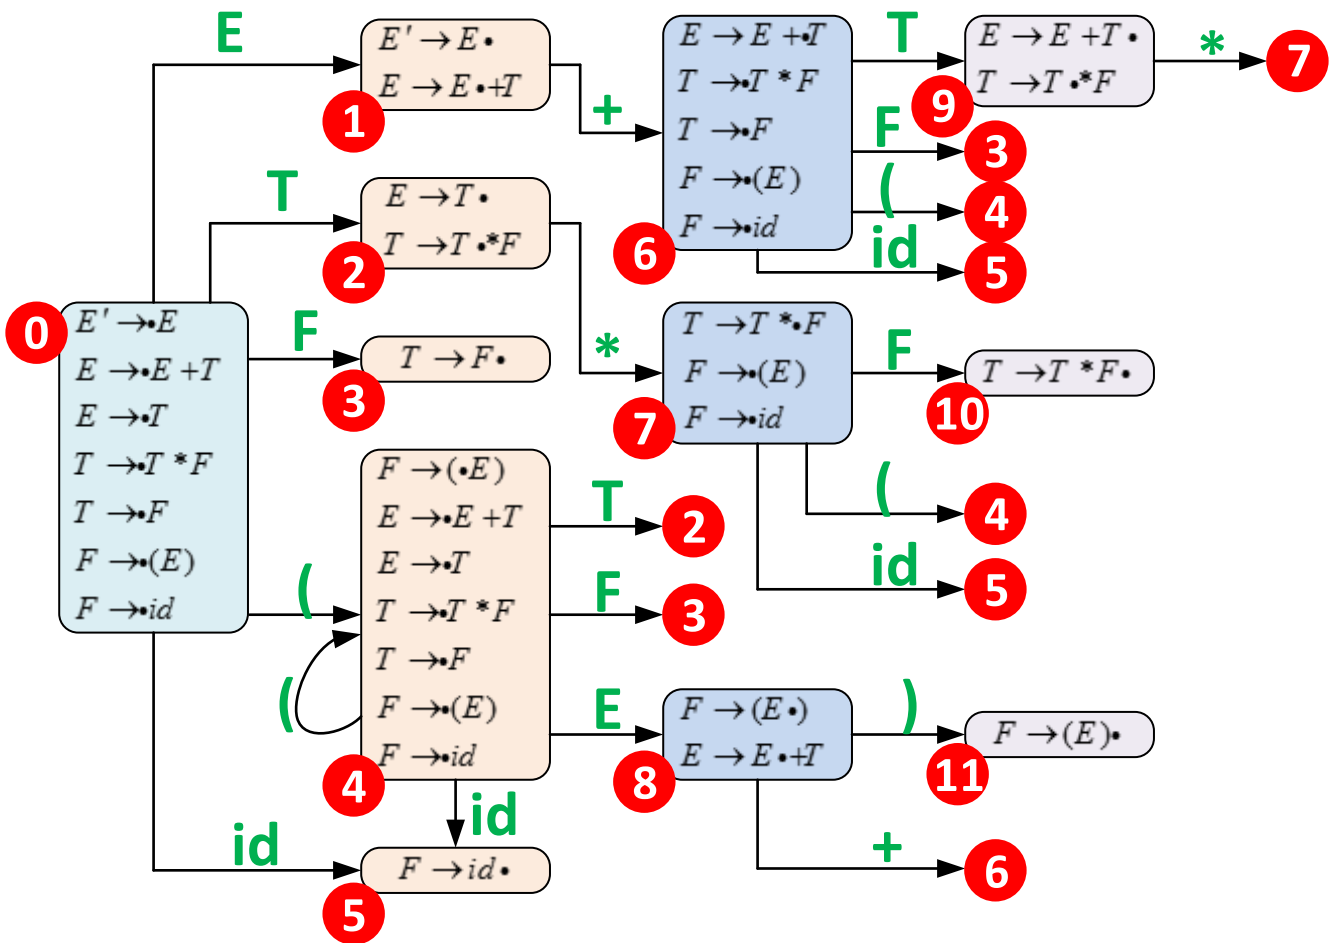 E
E' → E •
E → E •+T
1
+
E → E +•T
T →•T * F
T →•F
F →•(E)
F →•id
6
T
E → E +T •
T → T •*F
9
*
7
F
3
(
4
id
5
T
E → T •
T → T •*F
2
*
0
E' →•E
E →•E +T
E →•T
T →•T * F
T →•F
F →•(E)
F →•id
F
T → F •
3
T → T *•F
F →•(E)
F →•id
7
F
T → T * F •
10
(
4
id
5
(
(
F → (•E)
E →•E +T
E →•T
T →•T * F
T →•F
F →•(E)
F →•id
4
T
2
F
3
E
F → (E •)
E → E •+T
8
)
F → (E)•
11
+
6
id
id
F → id •
5